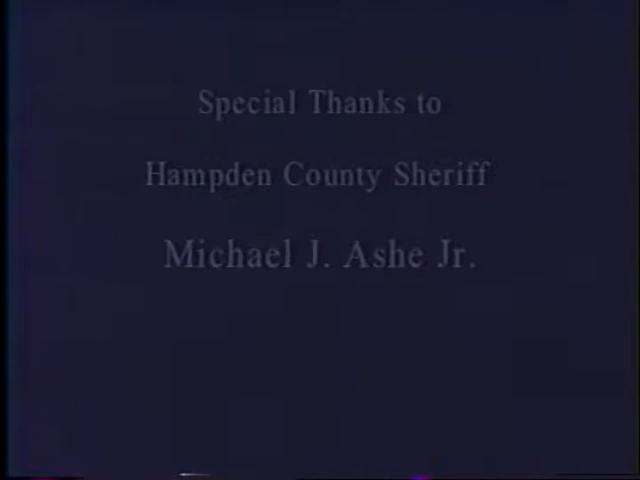 Special Thanks to
Hampden County Sheriff
Michael J. Ashe Jr.